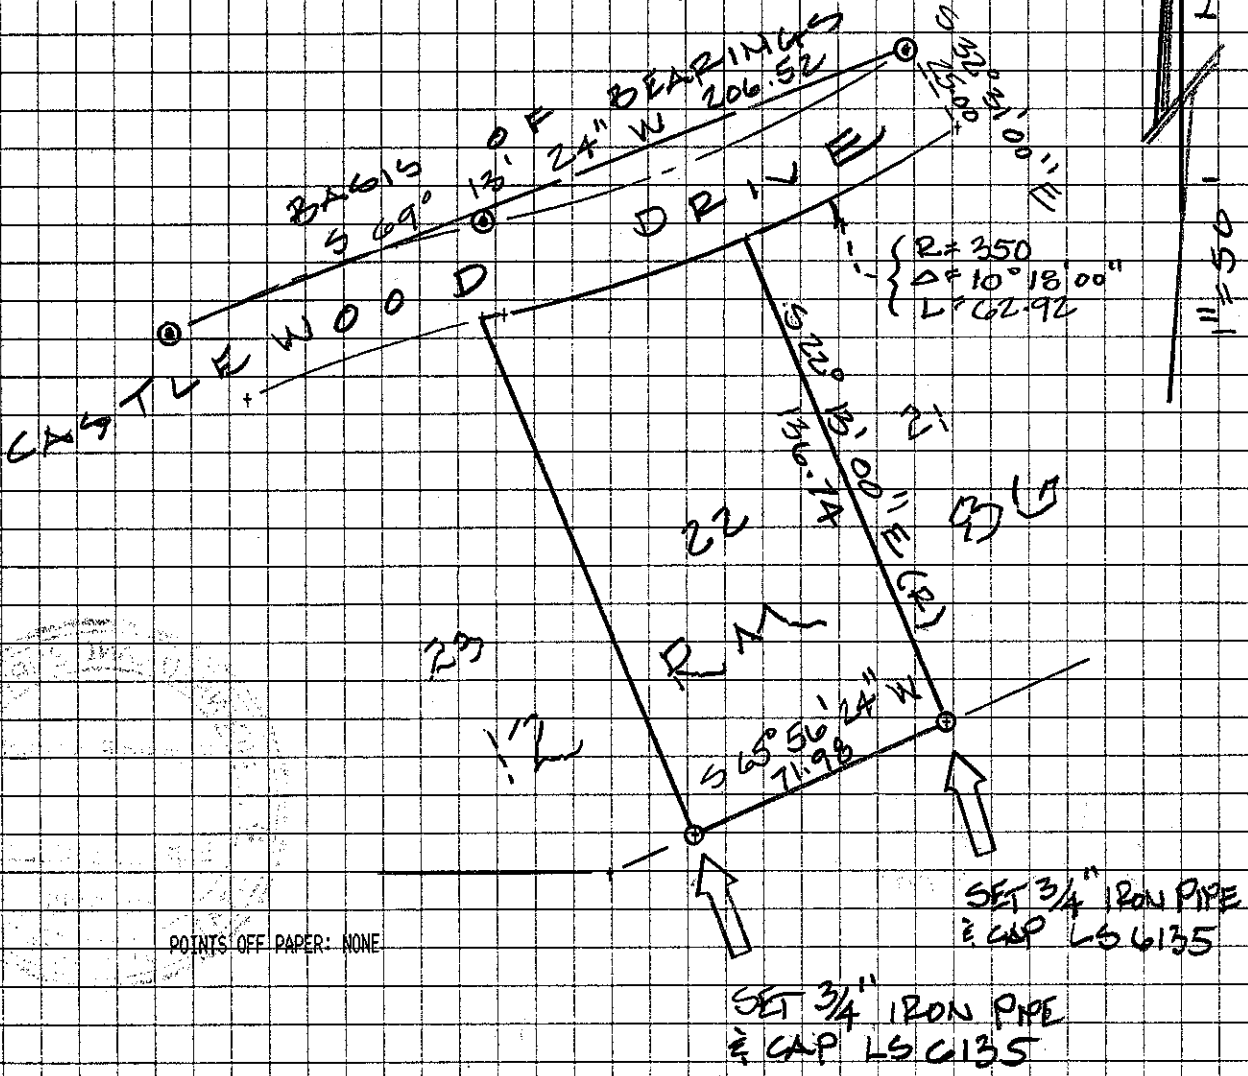 BASIS OF BEARINGS
S 69° 13' 24" W 206.52
S 32° 31' 00" E
25.00
CASTLEWOOD DRIVE
R = 350
Δ = 10° 18' 00"
L = 62.92
1" = 50'
S 22° 13' 00" E (R)
136.74
21
22
23
R M
S 65° 56' 24" W
71.98
SET 3/4" IRON PIPE
& CAP LS 6135
SET 3/4" IRON PIPE
& CAP LS 6135
POINTS OFF PAPER: NONE